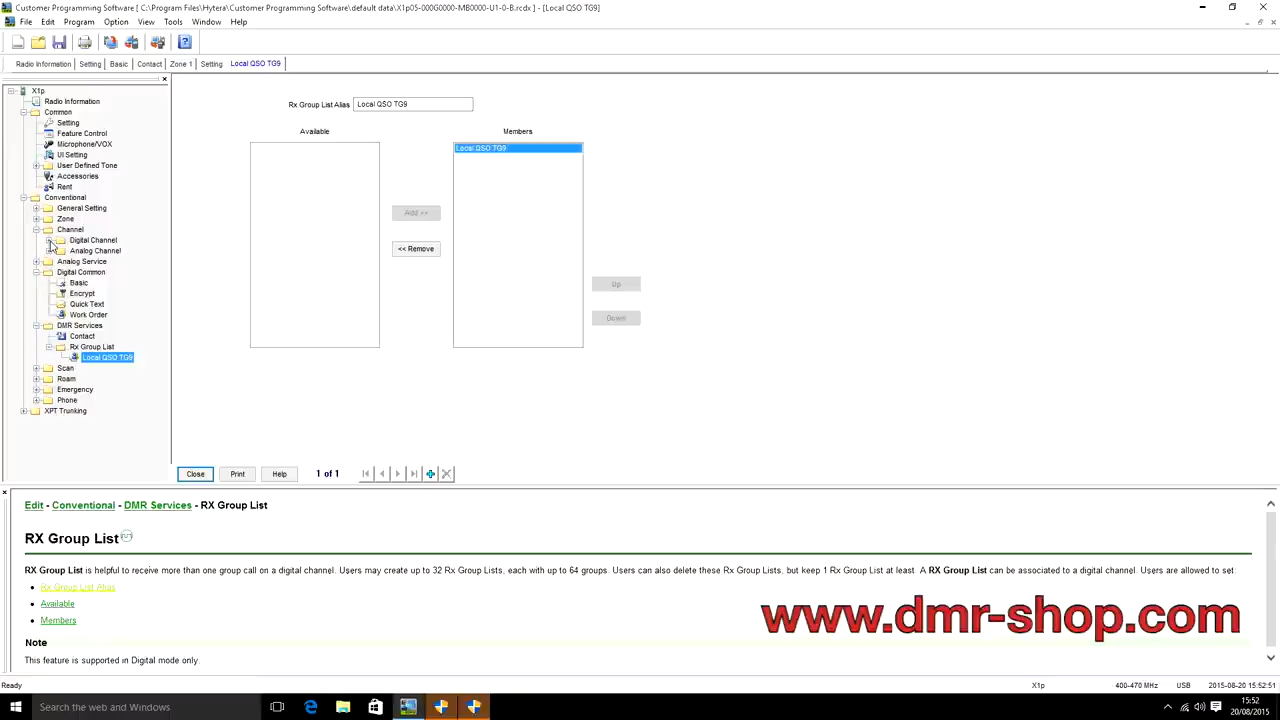 Customer Programming Software [ C:\Program Files\Hytera\Customer Programming Software\default data\X1p05-000G0000-MB0000-U1-0-B.rcdx ] - [Local QSO TG9]
File Edit Program Option View Tools Window Help
Radio Information Setting Basic Contact Zone 1 Setting Local QSO TG9
X1p
Radio Information
Common
Setting
Feature Control
Microphone/VOX
UI Setting
User Defined Tone
Accessories
Rent
Conventional
General Setting
Zone
Channel
Digital Channel
Analog Channel
Analog Service
Digital Common
Basic
Encrypt
Quick Text
Work Order
DMR Services
Contact
Rx Group List
Local QSO TG9
Scan
Roam
Emergency
Phone
XPT Trunking
Rx Group List Alias Local QSO TG9
Available Members
Local QSO TG9
Add >>
<< Remove
Up
Down
Close Print Help 1 of 1
Edit - Conventional - DMR Services - RX Group List
RX Group List
RX Group List is helpful to receive more than one group call on a digital channel. Users may create up to 32 Rx Group Lists, each with up to 64 groups. Users can also delete these Rx Group Lists, but keep 1 Rx Group List at least. A RX Group List can be associated to a digital channel. Users are allowed to set:
Rx Group List Alias
Available
Members
Note
This feature is supported in Digital mode only.
www.dmr-shop.com
Ready X1p 400-470 MHz USB 2015-08-20 15:52:51
Search the web and Windows
15:52
20/08/2015